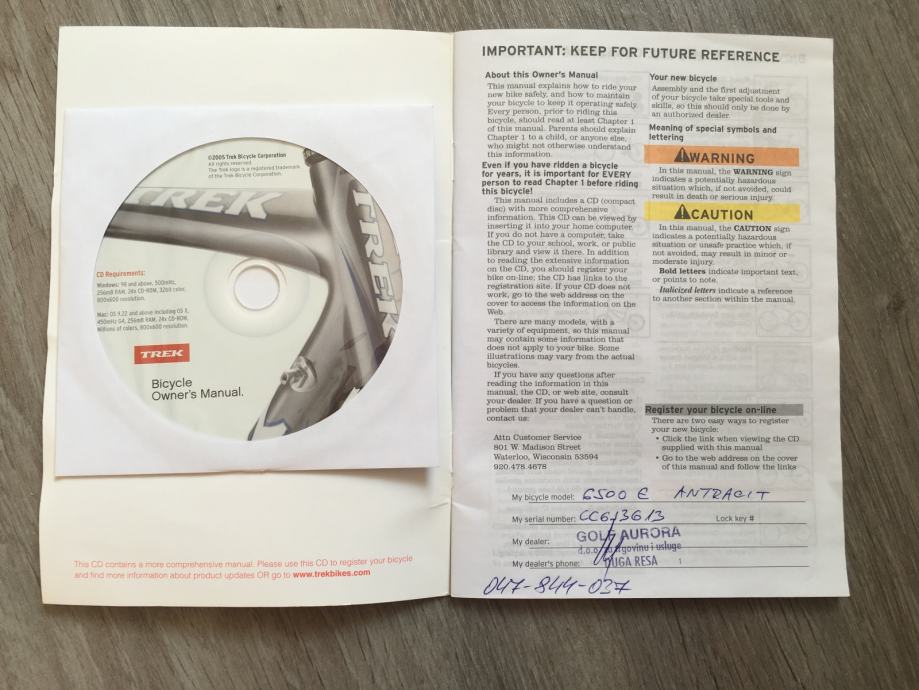 ©2005 Trek Bicycle Corporation
All rights reserved.
The Trek logo is a registered trademark
of the Trek Bicycle Corporation.
TREK
TREK
CD Requirements:
Windows: 98 and above, 500mHz,
256mB RAM, 24x CD-ROM, 32bit color,
800x600 resolution.
Mac: OS 9.22 and above including OS X,
450mHz G4, 256mB RAM, 24x CD-ROM,
Millions of colors, 800x600 resolution.
TREK
Bicycle
Owner's Manual.
This CD contains a more comprehensive manual. Please use this CD to register your bicycle
and find more information about product updates OR go to www.trekbikes.com
IMPORTANT: KEEP FOR FUTURE REFERENCE
About this Owner's Manual
This manual explains how to ride your
new bike safely, and how to maintain
your bicycle to keep it operating safely.
Every person, prior to riding this
bicycle, should read at least Chapter 1
of this manual. Parents should explain
Chapter 1 to a child, or anyone else,
who might not otherwise understand
this information.
Even if you have ridden a bicycle
for years, it is important for EVERY
person to read Chapter 1 before riding
this bicycle!
This manual includes a CD (compact
disc) with more comprehensive
information. This CD can be viewed by
inserting it into your home computer.
If you do not have a computer, take
the CD to your school, work, or public
library and view it there. In addition
to reading the extensive information
on the CD, you should register your
bike on-line; the CD has links to the
registration site. If your CD does not
work, go to the web address on the
cover to access the information on the
Web.
There are many models, with a
variety of equipment, so this manual
may contain some information that
does not apply to your bike. Some
illustrations may vary from the actual
bicycles.
If you have any questions after
reading the information in this
manual, the CD, or web site, consult
your dealer. If you have a question or
problem that your dealer can't handle,
contact us:
Attn Customer Service
801 W. Madison Street
Waterloo, Wisconsin 53594
920.478.4678
Your new bicycle
Assembly and the first adjustment
of your bicycle take special tools and
skills, so this should only be done by
an authorized dealer.
Meaning of special symbols and
lettering
WARNING
In this manual, the WARNING sign
indicates a potentially hazardous
situation which, if not avoided, could
result in death or serious injury.
CAUTION
In this manual, the CAUTION sign
indicates a potentially hazardous
situation or unsafe practice which, if
not avoided, may result in minor or
moderate injury.
Bold letters indicate important text,
or points to note.
Italicized letters indicate a reference
to another section within the manual.
Register your bicycle on-line
There are two easy ways to register
your new bicycle:
• Click the link when viewing the CD
supplied with this manual
• Go to the web address on the cover
of this manual and follow the links
My bicycle model: 6500 E ANTRACIT
My serial number: CC6J3G13 Lock key #
My dealer: GOLF AURORA
d.o.o. trgovinu i usluge
My dealer's phone: DUGA RESA 1
047-844-037